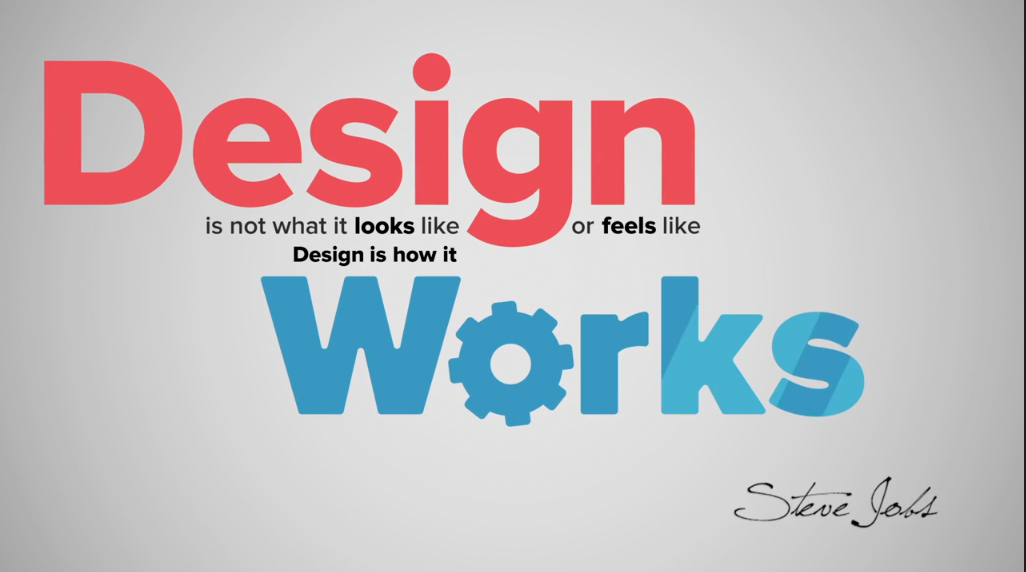 Design
is not what it looks like or feels like
Design is how it
Works
Steve Jobs